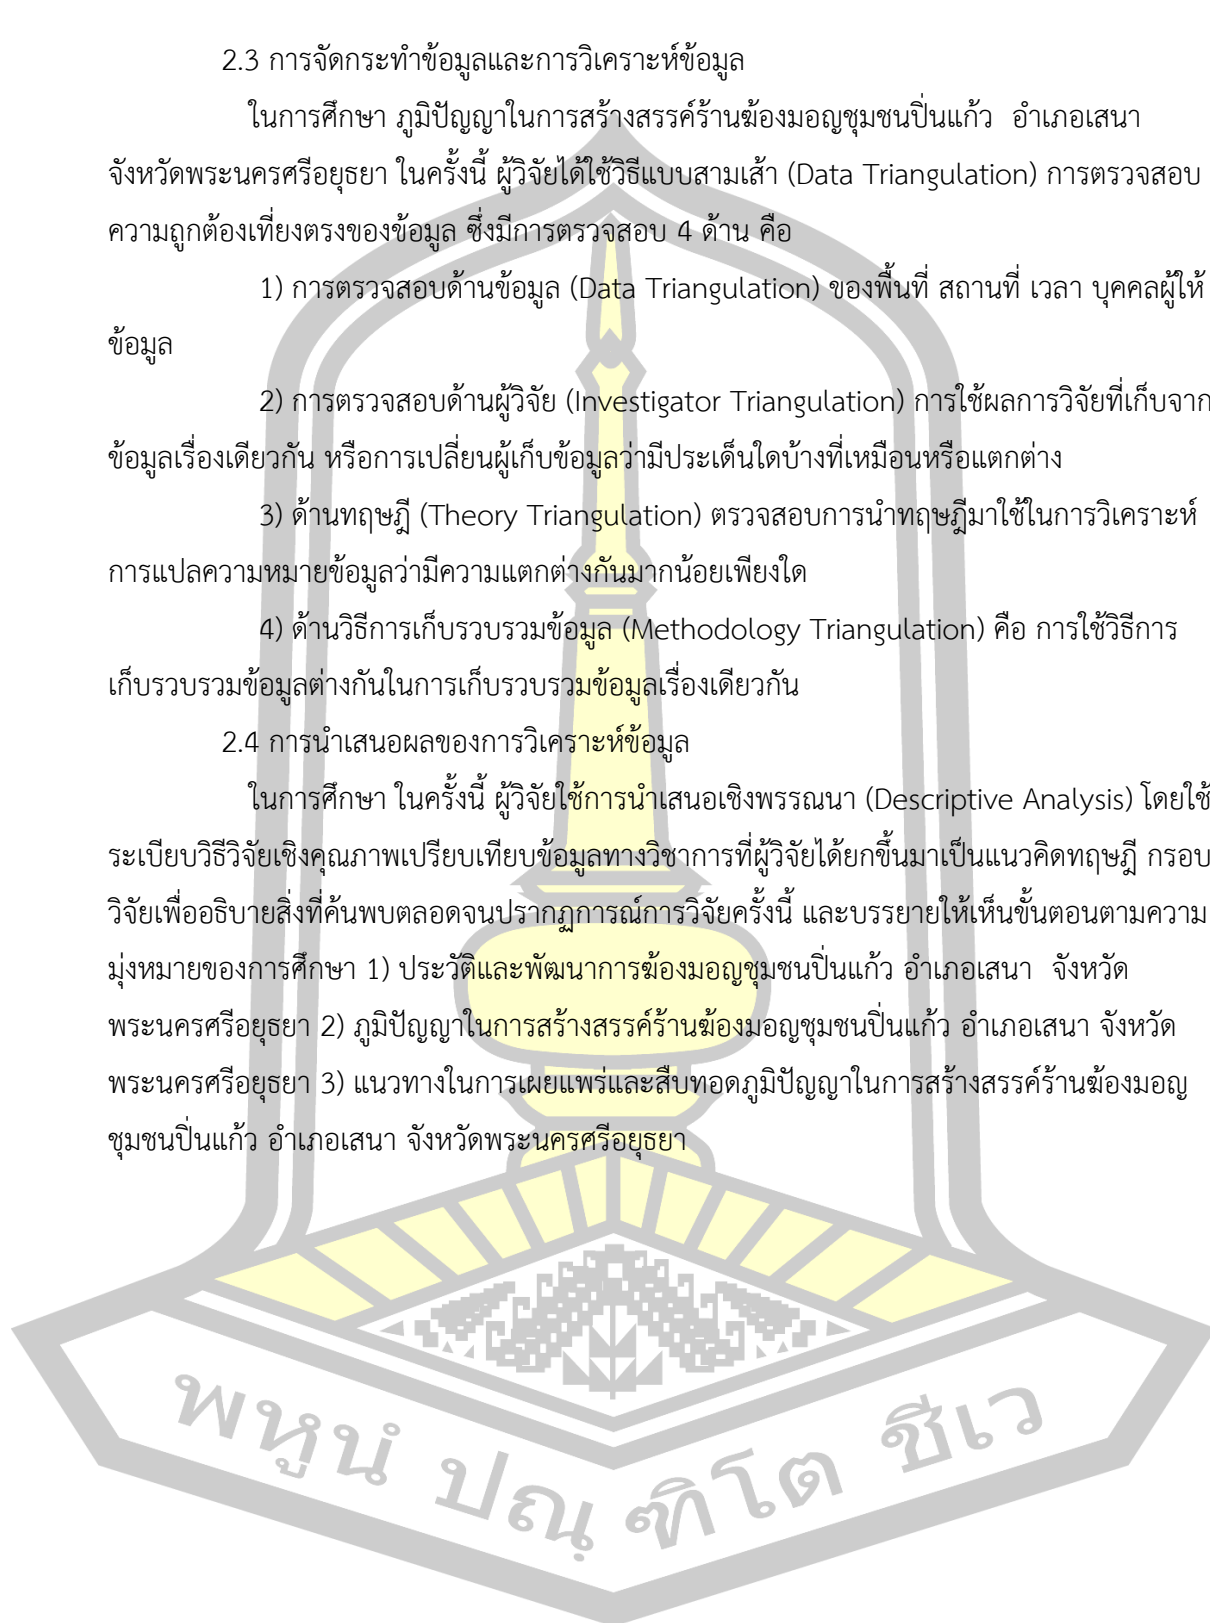 2.3 การจัดกระทำข้อมูลและการวิเคราะห์ข้อมูล
ในการศึกษา ภูมิปัญญาในการสร้างสรรค์ร้านฆ้องมอญชุมชนปิ่นแก้ว อำเภอเสนา
จังหวัดพระนครศรีอยุธยา ในครั้งนี้ ผู้วิจัยได้ใช้วิธีแบบสามเส้า (Data Triangulation) การตรวจสอบ
ความถูกต้องเที่ยงตรงของข้อมูล ซึ่งมีการตรวจสอบ 4 ด้าน คือ
1) การตรวจสอบด้านข้อมูล (Data Triangulation) ของพื้นที่ สถานที่ เวลา บุคคลผู้ให้
ข้อมูล
2) การตรวจสอบด้านผู้วิจัย (Investigator Triangulation) การใช้ผลการวิจัยที่เก็บจาก
ข้อมูลเรื่องเดียวกัน หรือการเปลี่ยนผู้เก็บข้อมูลว่ามีประเด็นใดบ้างที่เหมือนหรือแตกต่าง
3) ด้านทฤษฎี (Theory Triangulation) ตรวจสอบการนำทฤษฎีมาใช้ในการวิเคราะห์
การแปลความหมายข้อมูลว่ามีความแตกต่างกันมากน้อยเพียงใด
4) ด้านวิธีการเก็บรวบรวมข้อมูล (Methodology Triangulation) คือ การใช้วิธีการ
เก็บรวบรวมข้อมูลต่างกันในการเก็บรวบรวมข้อมูลเรื่องเดียวกัน
2.4 การนำเสนอผลของการวิเคราะห์ข้อมูล
ในการศึกษา ในครั้งนี้ ผู้วิจัยใช้การนำเสนอเชิงพรรณนา (Descriptive Analysis) โดยใช้
ระเบียบวิธีวิจัยเชิงคุณภาพเปรียบเทียบข้อมูลทางวิชาการที่ผู้วิจัยได้ยกขึ้นมาเป็นแนวคิดทฤษฎี กรอบ
วิจัยเพื่ออธิบายสิ่งที่ค้นพบตลอดจนปรากฏการณ์การวิจัยครั้งนี้ และบรรยายให้เห็นขั้นตอนตามความ
มุ่งหมายของการศึกษา 1) ประวัติและพัฒนาการฆ้องมอญชุมชนปิ่นแก้ว อำเภอเสนา จังหวัด
พระนครศรีอยุธยา 2) ภูมิปัญญาในการสร้างสรรค์ร้านฆ้องมอญชุมชนปิ่นแก้ว อำเภอเสนา จังหวัด
พระนครศรีอยุธยา 3) แนวทางในการเผยแพร่และสืบทอดภูมิปัญญาในการสร้างสรรค์ร้านฆ้องมอญ
ชุมชนปิ่นแก้ว อำเภอเสนา จังหวัดพระนครศรีอยุธยา
พหูนํ ปณฺฑิโต ชีเว